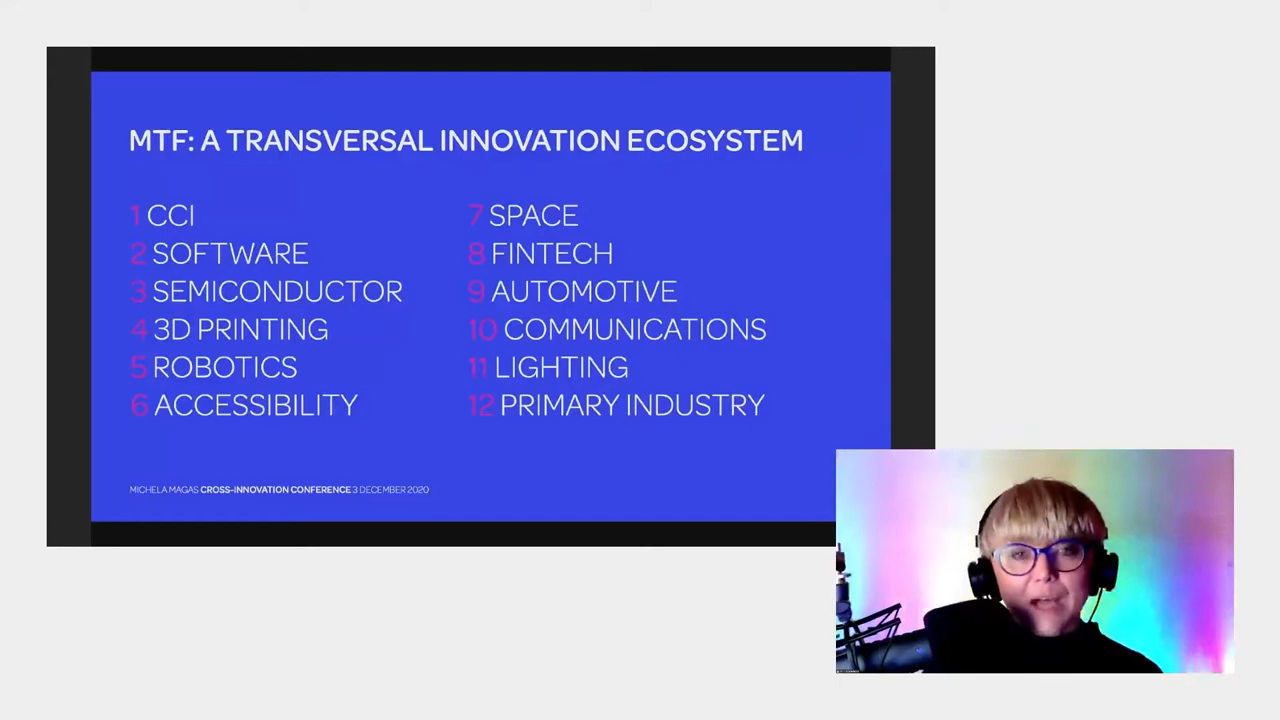 MTF: A TRANSVERSAL INNOVATION ECOSYSTEM
1 CCI
2 SOFTWARE
3 SEMICONDUCTOR
4 3D PRINTING
5 ROBOTICS
6 ACCESSIBILITY
7 SPACE
8 FINTECH
9 AUTOMOTIVE
10 COMMUNICATIONS
11 LIGHTING
12 PRIMARY INDUSTRY
MICHELA MAGAS CROSS-INNOVATION CONFERENCE 3 DECEMBER 2020